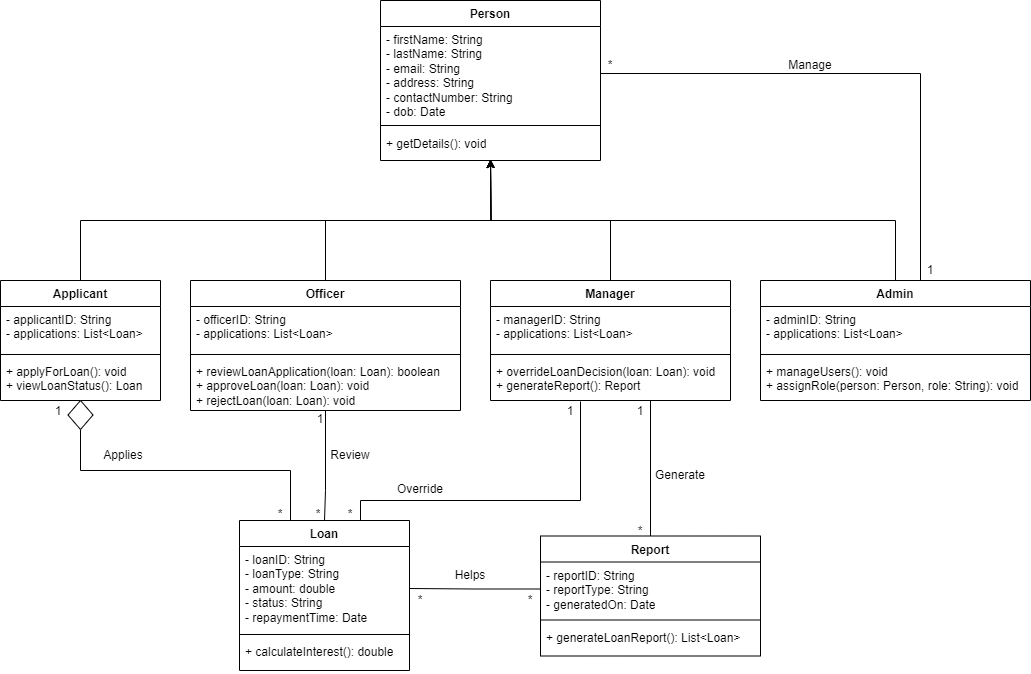 Person
- firstName: String
- lastName: String
- email: String
- address: String
- contactNumber: String
- dob: Date
+ getDetails(): void
*
Manage
1
Applicant
- applicantID: String
- applications: List<Loan>
+ applyForLoan(): void
+ viewLoanStatus(): Loan
Officer
- officerID: String
- applications: List<Loan>
+ reviewLoanApplication(loan: Loan): boolean
+ approveLoan(loan: Loan): void
+ rejectLoan(loan: Loan): void
Manager
- managerID: String
- applications: List<Loan>
+ overrideLoanDecision(loan: Loan): void
+ generateReport(): Report
Admin
- adminID: String
- applications: List<Loan>
+ manageUsers(): void
+ assignRole(person: Person, role: String): void
1
1
1
1
Applies
Review
Override
Generate
*
*
*
*
Loan
- loanID: String
- loanType: String
- amount: double
- status: String
- repaymentTime: Date
+ calculateInterest(): double
Helps
*
*
Report
- reportID: String
- reportType: String
- generatedOn: Date
+ generateLoanReport(): List<Loan>